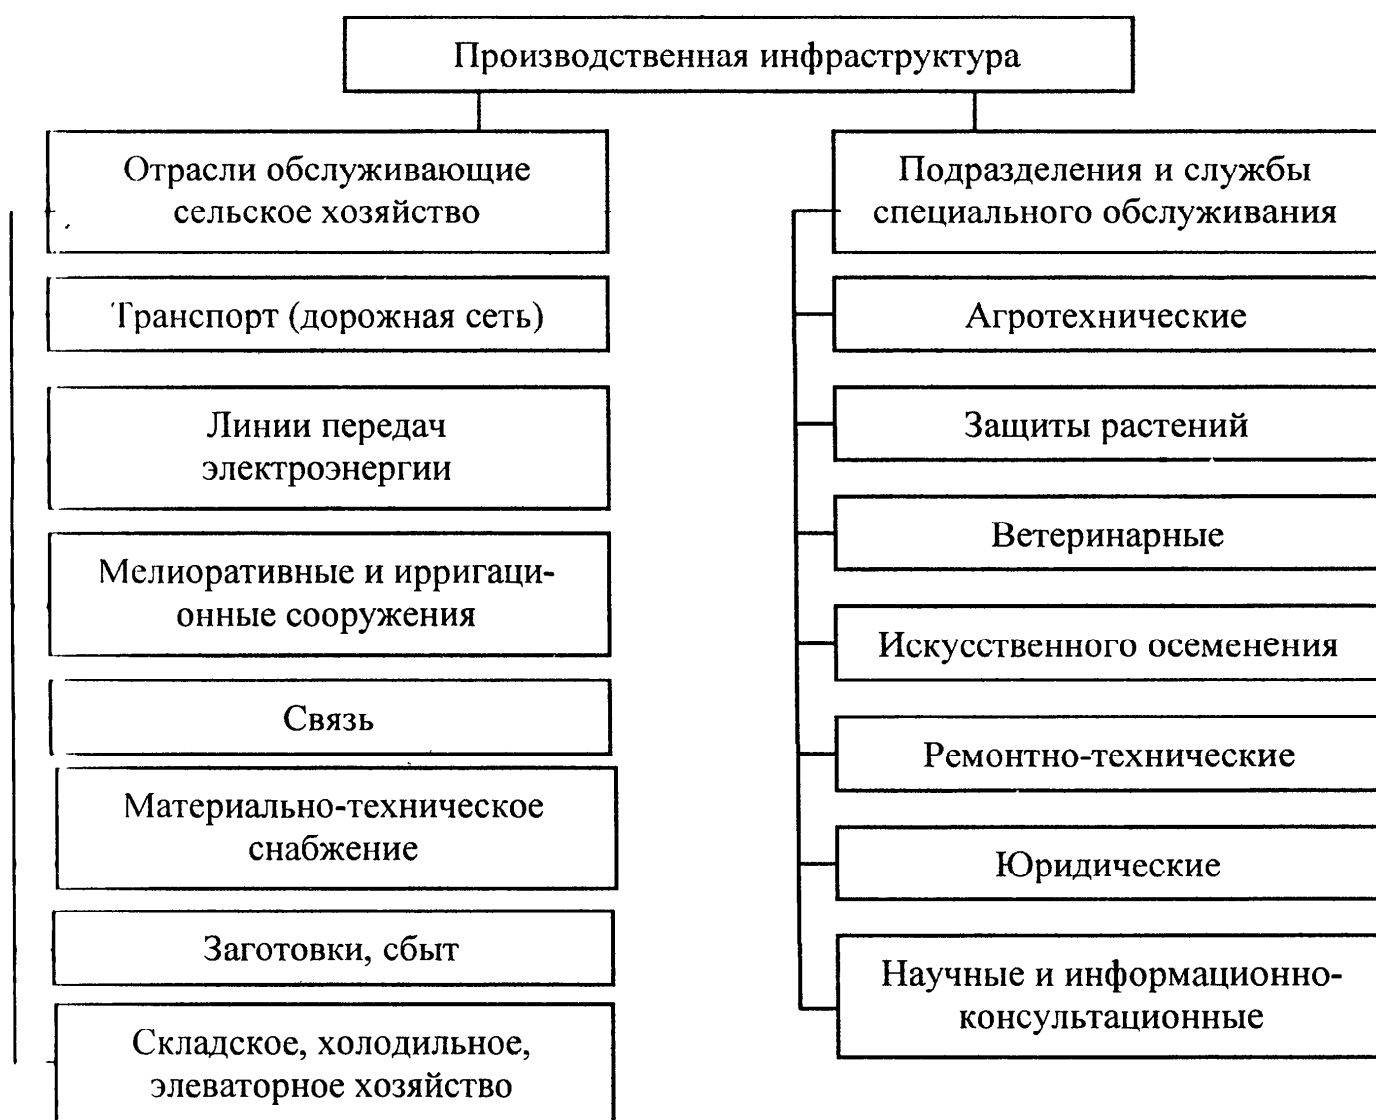 Производственная инфраструктура
Отрасли обслуживающие
сельское хозяйство
Транспорт (дорожная сеть)
Линии передач
электроэнергии
Мелиоративные и ирригаци-
онные сооружения
Связь
Материально-техническое
снабжение
Заготовки, сбыт
Складское, холодильное,
элеваторное хозяйство
Подразделения и службы
специального обслуживания
Агротехнические
Защиты растений
Ветеринарные
Искусственного осеменения
Ремонтно-технические
Юридические
Научные и информационно-
консультационные